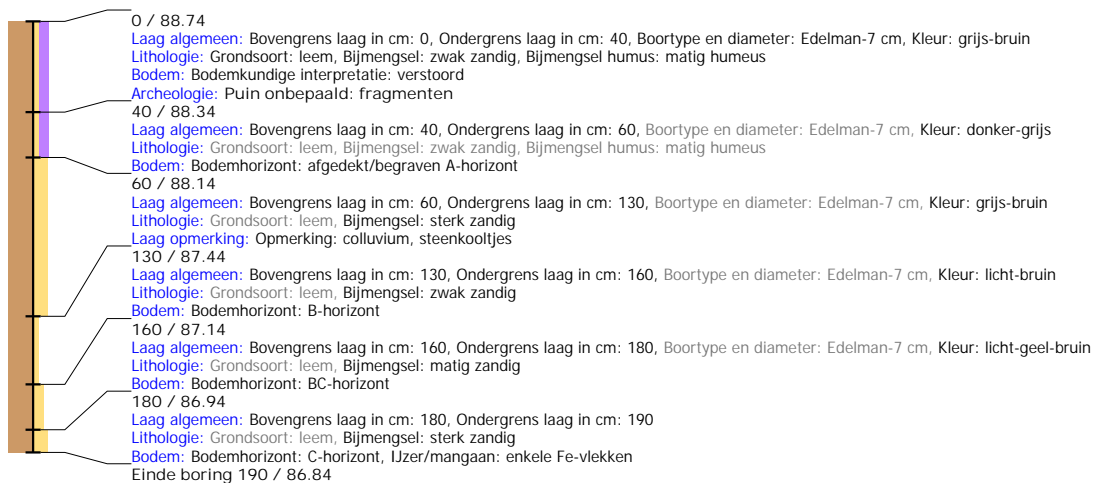 0 / 88.74
Laag algemeen: Bovengrens laag in cm: 0, Ondergrens laag in cm: 40, Boortype en diameter: Edelman-7 cm, Kleur: grijs-bruin
Lithologie: Grondsoort: leem, Bijmengsel: zwak zandig, Bijmengsel humus: matig humeus
Bodem: Bodemkundige interpretatie: verstoord
Archeologie: Puin onbepaald: fragmenten
40 / 88.34
Laag algemeen: Bovengrens laag in cm: 40, Ondergrens laag in cm: 60, Boortype en diameter: Edelman-7 cm, Kleur: donker-grijs
Lithologie: Grondsoort: leem, Bijmengsel: zwak zandig, Bijmengsel humus: matig humeus
Bodem: Bodemhorizont: afgedekt/begraven A-horizont
60 / 88.14
Laag algemeen: Bovengrens laag in cm: 60, Ondergrens laag in cm: 130, Boortype en diameter: Edelman-7 cm, Kleur: grijs-bruin
Lithologie: Grondsoort: leem, Bijmengsel: sterk zandig
Laag opmerking: Opmerking: colluvium, steenkooltjes
130 / 87.44
Laag algemeen: Bovengrens laag in cm: 130, Ondergrens laag in cm: 160, Boortype en diameter: Edelman-7 cm, Kleur: licht-bruin
Lithologie: Grondsoort: leem, Bijmengsel: zwak zandig
Bodem: Bodemhorizont: B-horizont
160 / 87.14
Laag algemeen: Bovengrens laag in cm: 160, Ondergrens laag in cm: 180, Boortype en diameter: Edelman-7 cm, Kleur: licht-geel-bruin
Lithologie: Grondsoort: leem, Bijmengsel: matig zandig
Bodem: Bodemhorizont: BC-horizont
180 / 86.94
Laag algemeen: Bovengrens laag in cm: 180, Ondergrens laag in cm: 190
Lithologie: Grondsoort: leem, Bijmengsel: sterk zandig
Bodem: Bodemhorizont: C-horizont, IJzer/mangaan: enkele Fe-vlekken
Einde boring 190 / 86.84